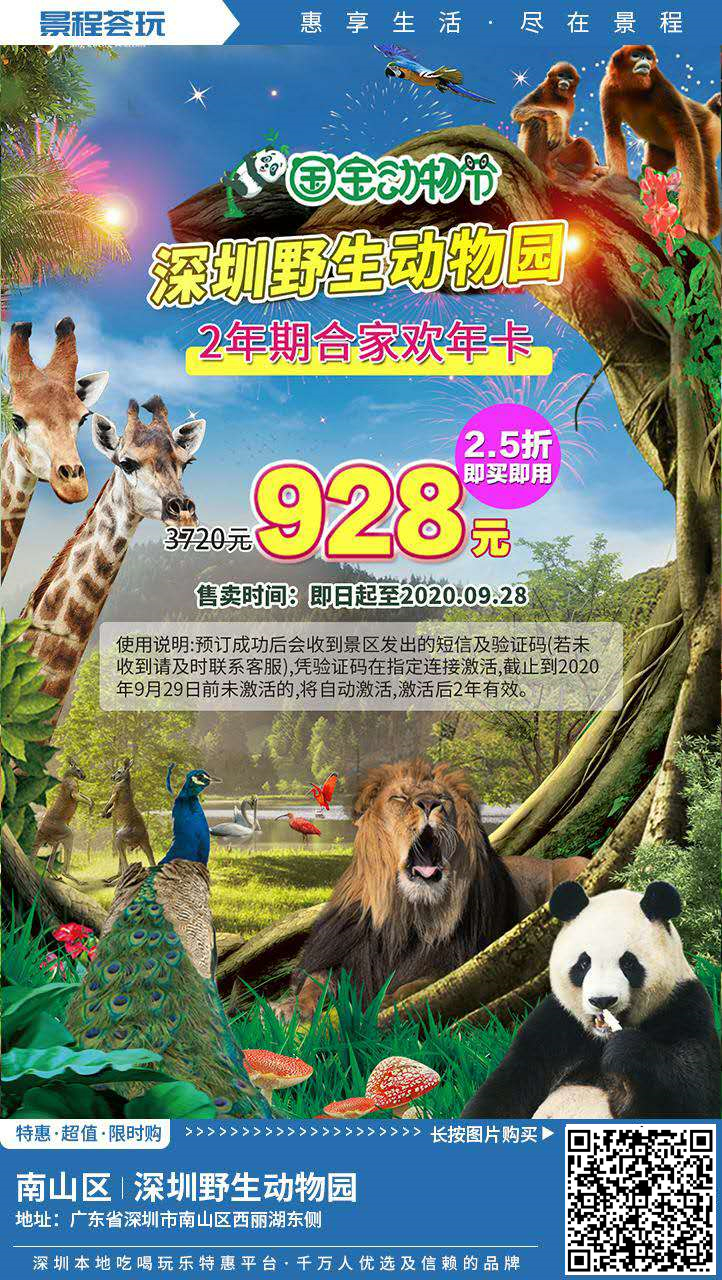 景程荟玩
惠享生活·尽在景程
国宝动物节
深圳野生动物园
2年期合家欢年卡
2.5折
即买即用
3720元
928元
售卖时间：即日起至2020.09.28
使用说明:预订成功后会收到景区发出的短信及验证码(若未
收到请及时联系客服),凭验证码在指定连接激活,截止到2020
年9月29日前未激活的,将自动激活,激活后2年有效。
特惠·超值·限时购
>>>>>>>>>>>>>>>>>>>>>
长按图片购买
南山区 | 深圳野生动物园
地址：广东省深圳市南山区西丽湖东侧
深圳本地吃喝玩乐特惠平台·千万人优选及信赖的品牌